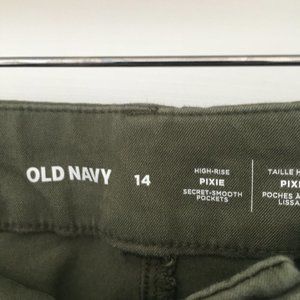 OLD NAVY 14
HIGH-RISE
PIXIE
SECRET-SMOOTH
POCKETS
TAILLE H
PIXI
POCHES À
LISSA